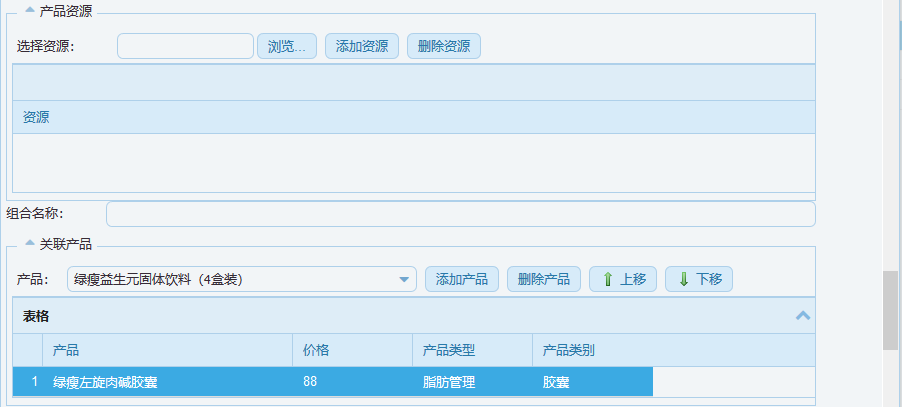 产品资源
选择资源： 浏览... 添加资源 删除资源
资源
组合名称：
关联产品
产品： 绿瘦益生元固体饮料（4盒装） 添加产品 删除产品 上移 下移
表格
产品 价格 产品类型 产品类别
1 绿瘦左旋肉碱胶囊 88 脂肪管理 胶囊